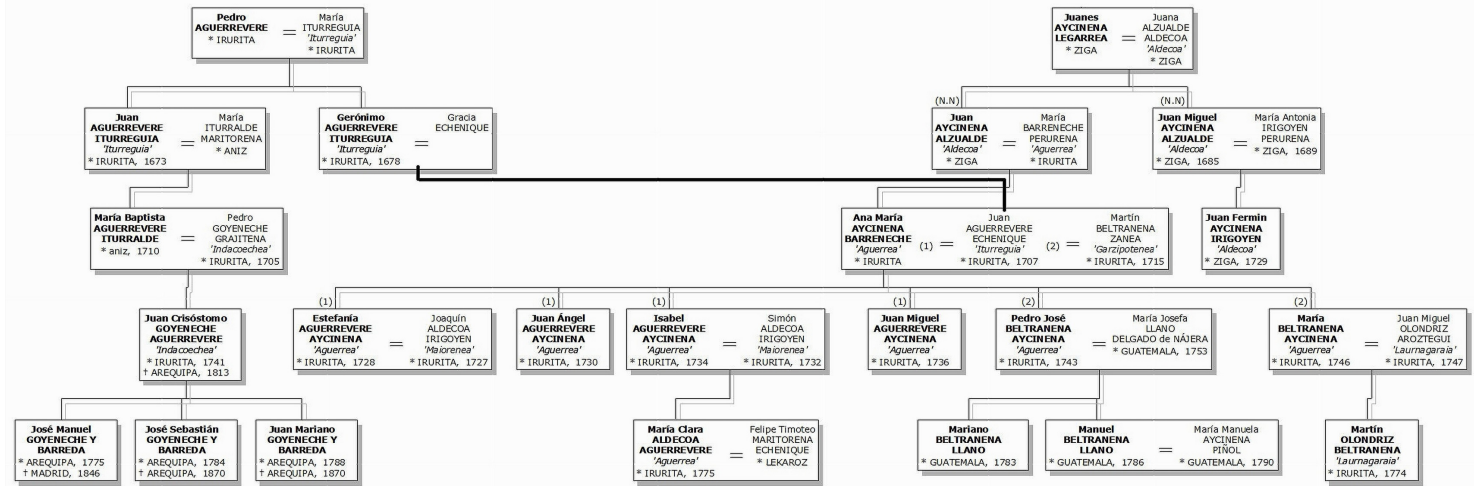 Pedro
AGUERREVERE
* IRURITA
=
María
ITURREGUIA
'Iturreguia'
* IRURITA
Juanes
AYCINENA
LEGARREA
* ZIGA
=
Juana
ALZUALDE
ALDECOA
'Aldecoa'
* ZIGA
Juan
AGUERREVERE
ITURREGUIA
'Iturreguia'
* IRURITA, 1673
=
María
ITURRALDE
MARITORENA
* ANIZ
Gerónimo
AGUERREVERE
ITURREGUIA
'Iturreguia'
* IRURITA, 1678
=
Gracia
ECHENIQUE
(N.N)
Juan
AYCINENA
ALZUALDE
'Aldecoa'
* ZIGA
=
María
BARRENECHE
PERURENA
'Aguerrea'
* IRURITA
(N.N)
Juan Miguel
AYCINENA
ALZUALDE
'Aldecoa'
* ZIGA, 1685
=
María Antonia
IRIGOYEN
PERURENA
* ZIGA, 1689
María Baptista
AGUERREVERE
ITURRALDE
* aniz, 1710
=
Pedro
GOYENECHE
GRAJITENA
'Indacoechea'
* IRURITA, 1705
Ana María
AYCINENA
BARRENECHE
'Aguerrea'
* IRURITA
(1) =
Juan
AGUERREVERE
ECHENIQUE
'Iturreguia'
* IRURITA, 1707
(2) =
Martín
BELTRANENA
ZANEA
'Garzipotenea'
* IRURITA, 1715
Juan Fermin
AYCINENA
IRIGOYEN
'Aldecoa'
* ZIGA, 1729
Juan Crisóstomo
GOYENECHE
AGUERREVERE
'Indacoechea'
* IRURITA, 1741
† AREQUIPA, 1813
(1)
Estefanía
AGUERREVERE
AYCINENA
'Aguerrea'
* IRURITA, 1728
=
Joaquín
ALDECOA
IRIGOYEN
'Maiorenea'
* IRURITA, 1727
(1)
Juan Ángel
AGUERREVERE
AYCINENA
'Aguerrea'
* IRURITA, 1730
(1)
Isabel
AGUERREVERE
AYCINENA
'Aguerrea'
* IRURITA, 1734
=
Simón
ALDECOA
IRIGOYEN
'Maiorenea'
* IRURITA, 1732
(1)
Juan Miguel
AGUERREVERE
AYCINENA
'Aguerrea'
* IRURITA, 1736
(2)
Pedro José
BELTRANENA
AYCINENA
'Aguerrea'
* IRURITA, 1743
=
María Josefa
LLANO
DELGADO de NÁJERA
* GUATEMALA, 1753
(2)
María
BELTRANENA
AYCINENA
'Aguerrea'
* IRURITA, 1746
=
Juan Miguel
OLONDRIZ
AROZTEGUI
'Laurnagaraia'
* IRURITA, 1747
José Manuel
GOYENECHE Y
BARREDA
* AREQUIPA, 1775
† MADRID, 1846
José Sebastián
GOYENECHE Y
BARREDA
* AREQUIPA, 1784
† AREQUIPA, 1870
Juan Mariano
GOYENECHE Y
BARREDA
* AREQUIPA, 1788
† AREQUIPA, 1870
María Clara
ALDECOA
AGUERREVERE
'Aguerrea'
* IRURITA, 1775
=
Felipe Timoteo
MARITORENA
ECHENIQUE
* LEKAROZ
Mariano
BELTRANENA
LLANO
* GUATEMALA, 1783
Manuel
BELTRANENA
LLANO
* GUATEMALA, 1786
=
María Manuela
AYCINENA
PIÑOL
* GUATEMALA, 1790
Martín
OLONDRIZ
BELTRANENA
'Laurnagaraia'
* IRURITA, 1774